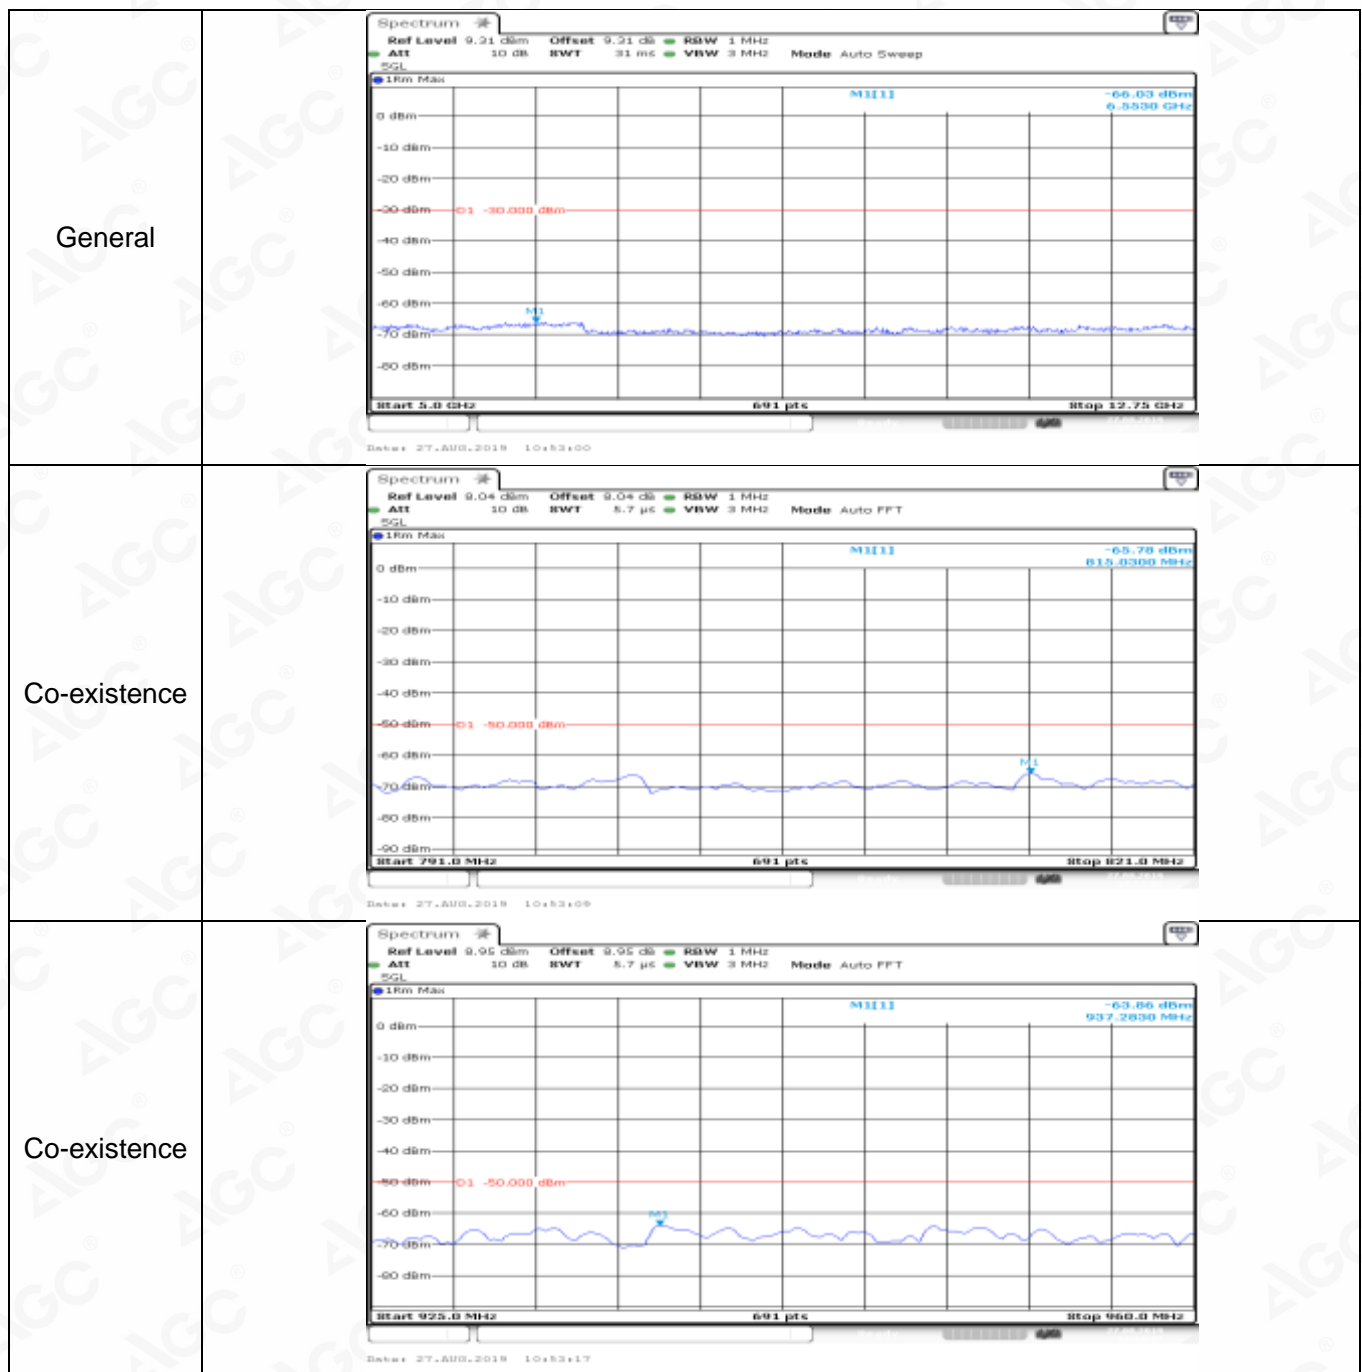 General
Spectrum
Ref Level 9.31 dBm Offset 9.31 dB RBW 1 MHz
Att 10 dB SWT 31 ms VBW 3 MHz Mode Auto Sweep
SGL
1Rm Max
M1[1] -66.03 dBm
6.5530 GHz
0 dBm
-10 dBm
-20 dBm
-30 dBm D1 -30.000 dBm
-40 dBm
-50 dBm
-60 dBm
M1
-70 dBm
-80 dBm
Start 5.0 GHz 691 pts Stop 12.75 GHz
Date: 27.AUG.2019 10:53:00
Co-existence
Spectrum
Ref Level 8.04 dBm Offset 8.04 dB RBW 1 MHz
Att 10 dB SWT 5.7 µs VBW 3 MHz Mode Auto FFT
SGL
1Rm Max
M1[1] -65.78 dBm
815.0300 MHz
0 dBm
-10 dBm
-20 dBm
-30 dBm
-40 dBm
-50 dBm D1 -50.000 dBm
-60 dBm
M1
-70 dBm
-80 dBm
-90 dBm
Start 791.0 MHz 691 pts Stop 821.0 MHz
Date: 27.AUG.2019 10:53:09
Co-existence
Spectrum
Ref Level 8.95 dBm Offset 8.95 dB RBW 1 MHz
Att 10 dB SWT 5.7 µs VBW 3 MHz Mode Auto FFT
SGL
1Rm Max
M1[1] -63.86 dBm
937.2830 MHz
0 dBm
-10 dBm
-20 dBm
-30 dBm
-40 dBm
-50 dBm D1 -50.000 dBm
-60 dBm
M1
-70 dBm
-80 dBm
Start 925.0 MHz 691 pts Stop 960.0 MHz
Date: 27.AUG.2019 10:53:17